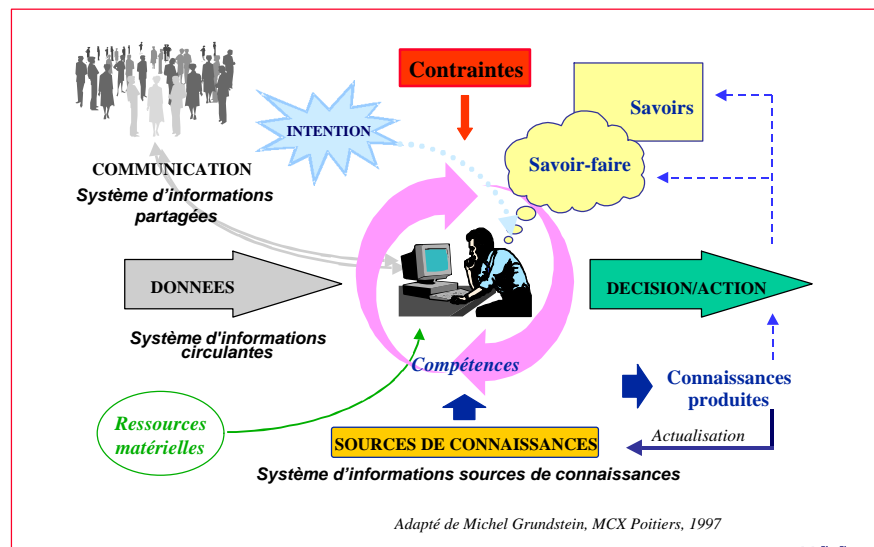 Contraintes
Savoirs
INTENTION
Savoir-faire
COMMUNICATION
Système d'informations
partagées
DONNEES
DECISION/ACTION
Système d'informations
circulantes
Compétences
Connaissances
produites
Ressources
matérielles
SOURCES DE CONNAISSANCES
Actualisation
Système d'informations sources de connaissances
Adapté de Michel Grundstein, MCX Poitiers, 1997